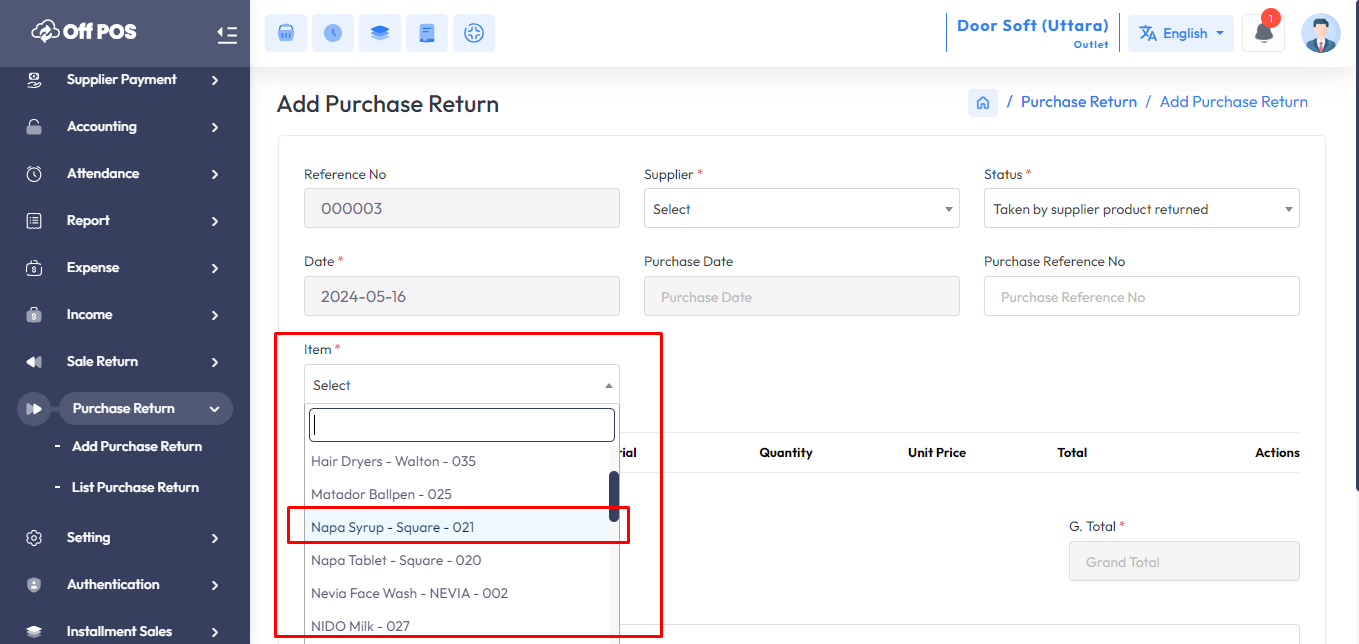 Off POS
Door Soft (Uttara)
Outlet
English
1
Supplier Payment
Accounting
Attendance
Report
Expense
Income
Sale Return
Purchase Return
- Add Purchase Return
- List Purchase Return
Setting
Authentication
Installment Sales
Add Purchase Return
/ Purchase Return / Add Purchase Return
Reference No
000003
Supplier *
Select
Status *
Taken by supplier product returned
Date *
2024-05-16
Purchase Date
Purchase Date
Purchase Reference No
Purchase Reference No
Item *
Select
Hair Dryers - Walton - 035
Matador Ballpen - 025
Napa Syrup - Square - 021
Napa Tablet - Square - 020
Nevia Face Wash - NEVIA - 002
NIDO Milk - 027
rial Quantity Unit Price Total Actions
G. Total *
Grand Total